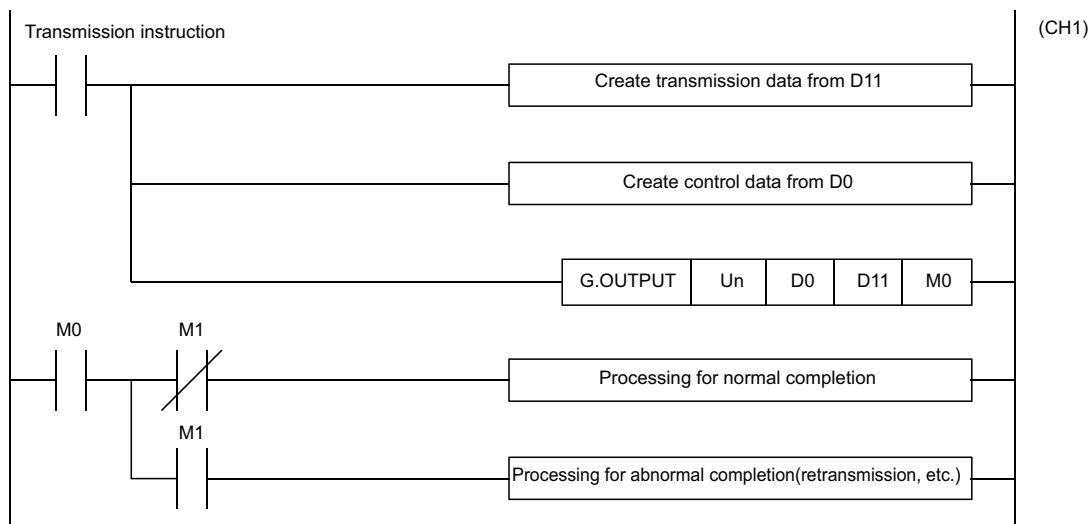 Transmission instruction
(CH1)
Create transmission data from D11
Create control data from D0
G.OUTPUT Un D0 D11 M0
M0 M1
Processing for normal completion
M1
Processing for abnormal completion(retransmission, etc.)